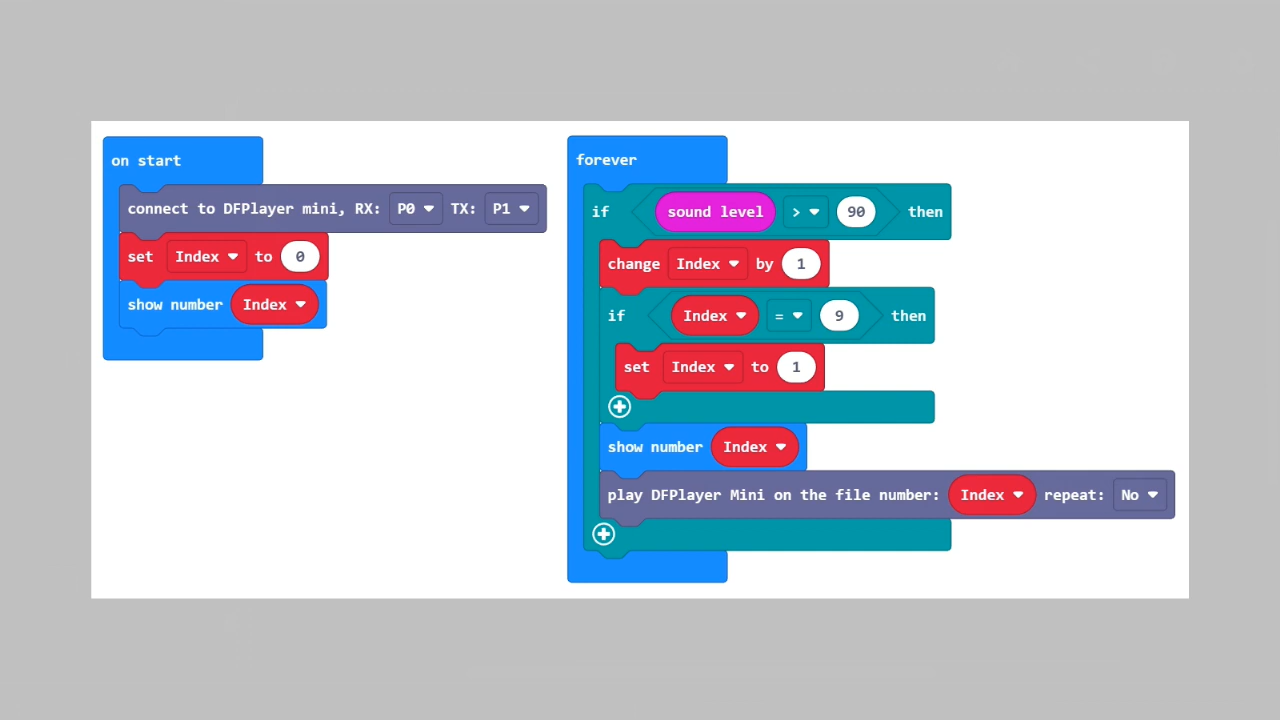 on start
connect to DFPlayer mini, RX: P0 TX: P1
set Index to 0
show number Index
forever
if sound level > 90 then
change Index by 1
if Index = 9 then
set Index to 1
show number Index
play DFPlayer Mini on the file number: Index repeat: No